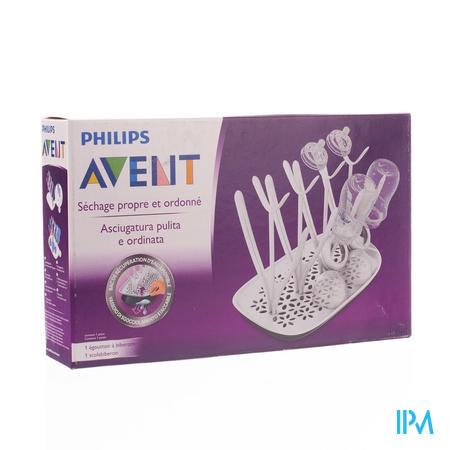 PHILIPS
AVENT
Séchage propre et ordonné
Asciugatura pulita
e ordinata
1 égouttoir à biberons
1 scolabiberon
IPM